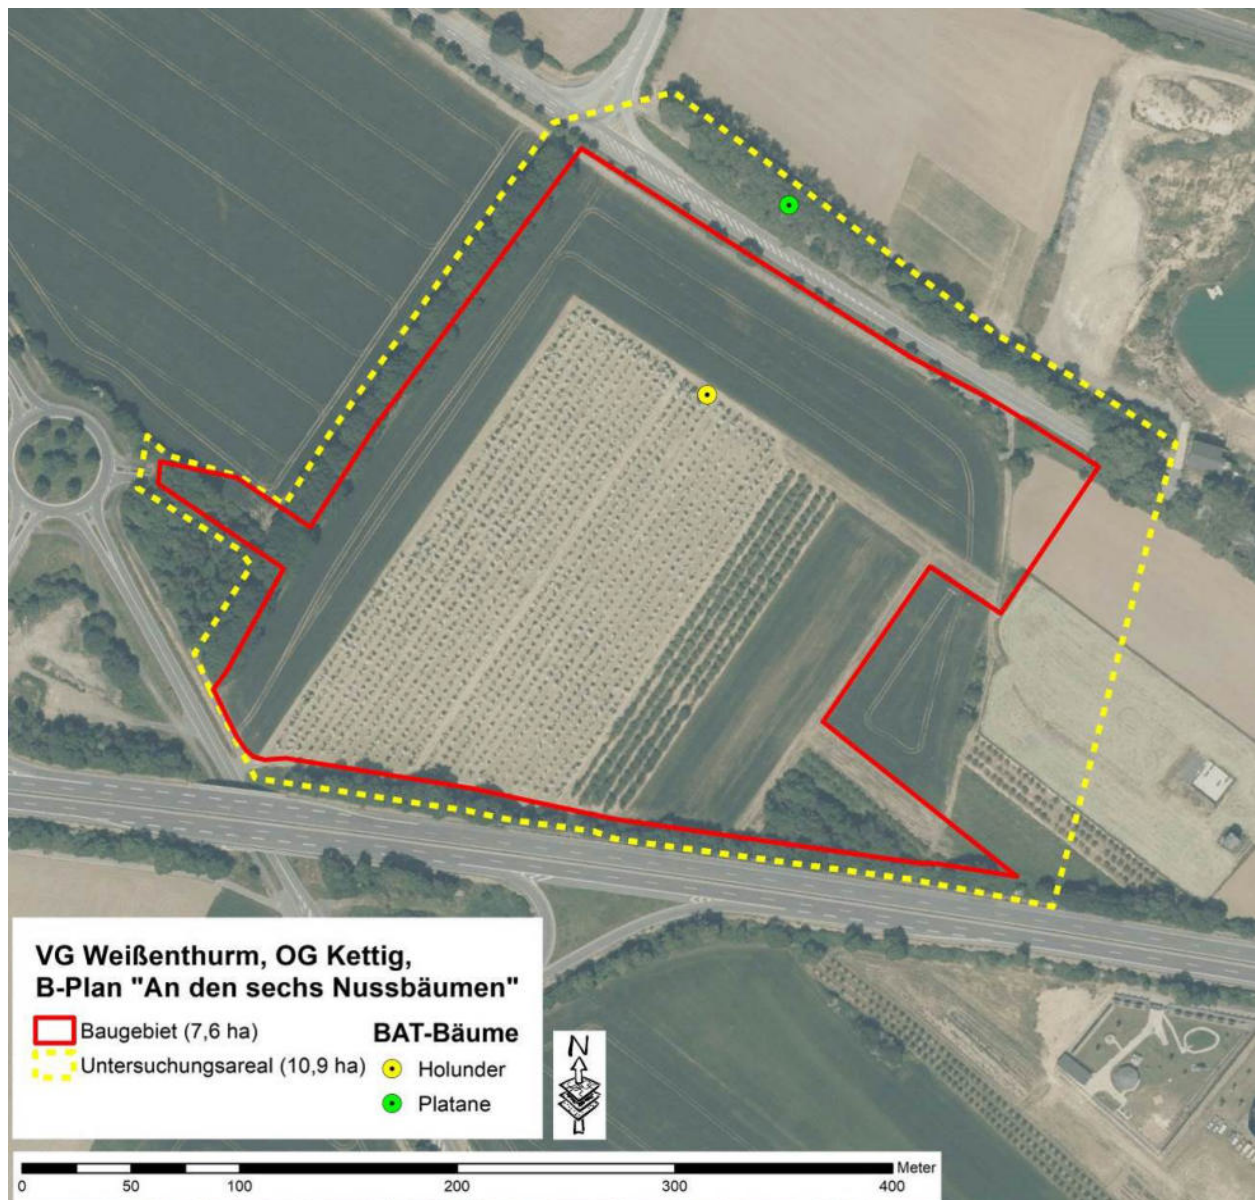 VG Weißenthurm, OG Kettig,
B-Plan "An den sechs Nussbäumen"
Baugebiet (7,6 ha)
Untersuchungsareal (10,9 ha)
BAT-Bäume
Holunder
Platane
N
Meter
0 50 100 200 300 400